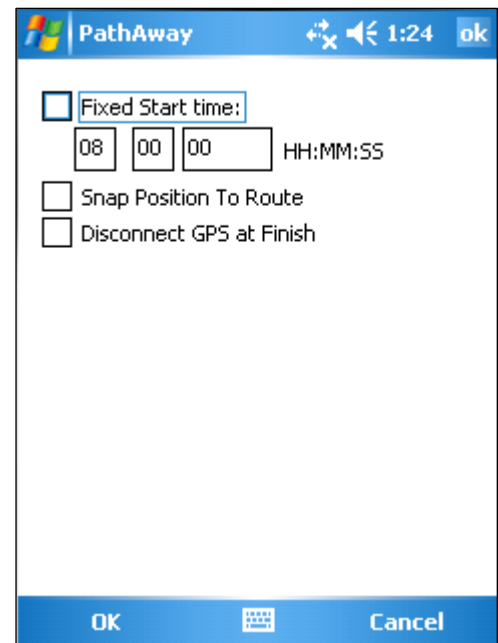 PathAway 1:24 ok
Fixed Start time:
08 00 00 HH:MM:SS
Snap Position To Route
Disconnect GPS at Finish
OK Cancel